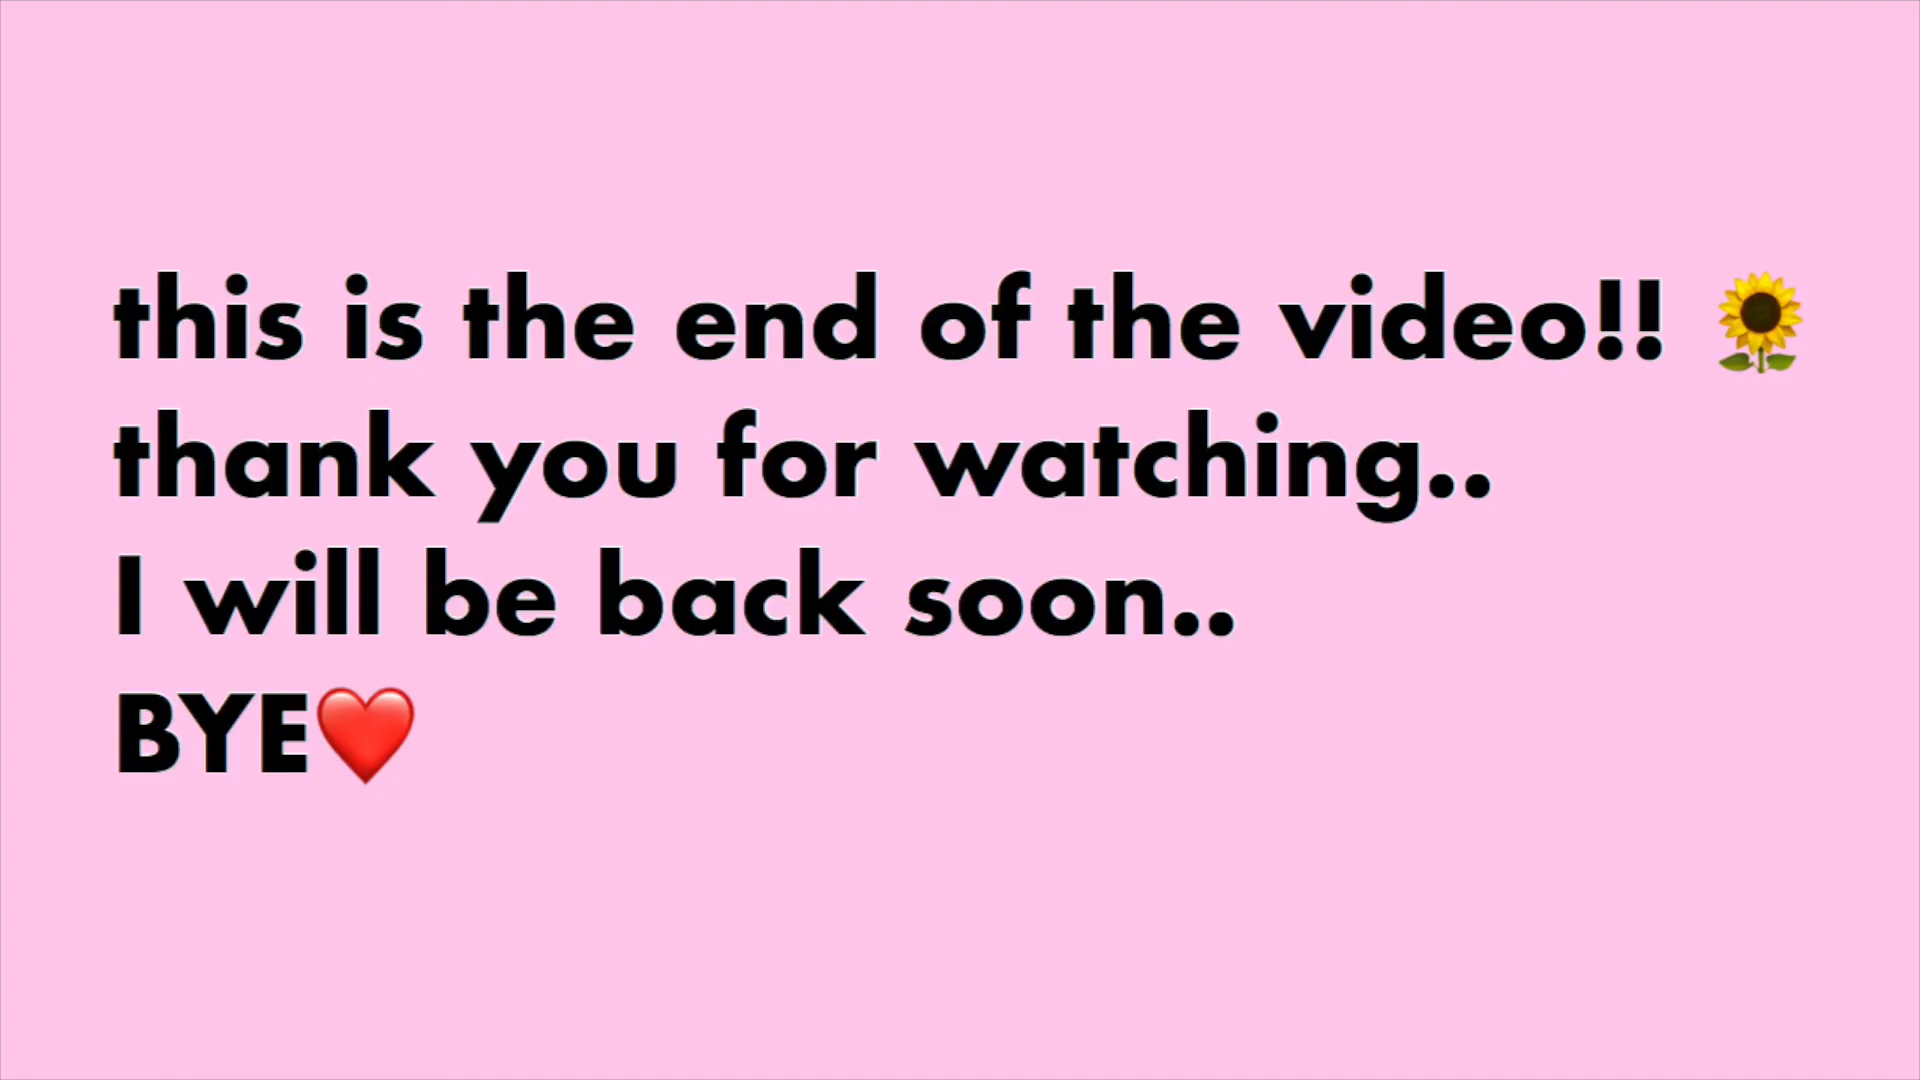 this is the end of the video!! 🌻
thank you for watching..
I will be back soon..
BYE❤️